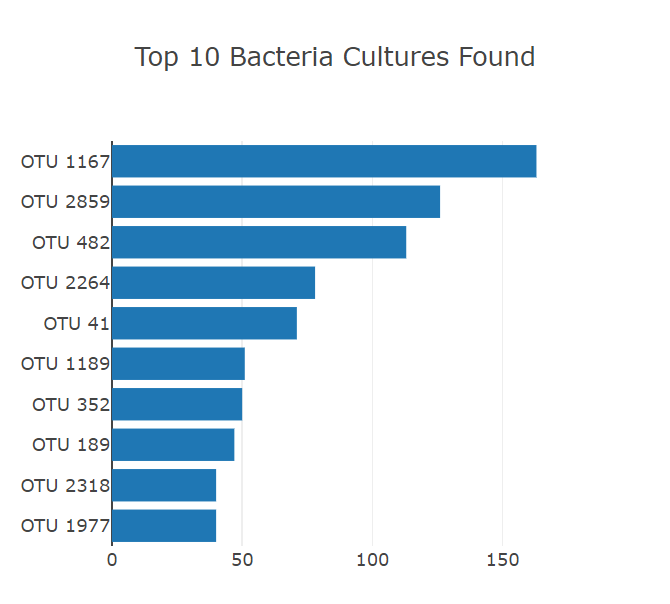 Top 10 Bacteria Cultures Found
OTU 1167
OTU 2859
OTU 482
OTU 2264
OTU 41
OTU 1189
OTU 352
OTU 189
OTU 2318
OTU 1977
0 50 100 150